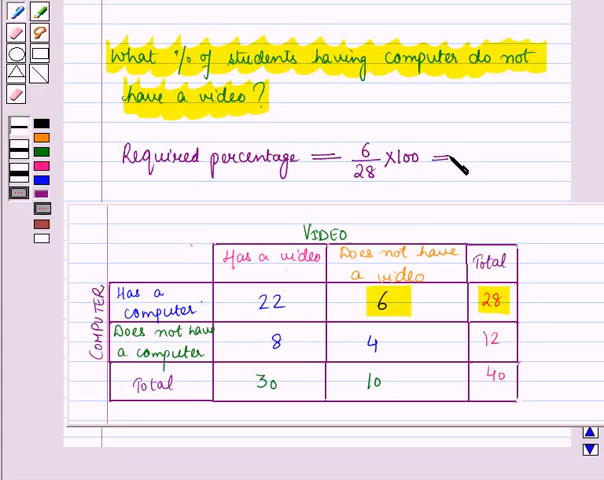 What % of students having computer do not
have a video?
Required percentage = 6/28 ×100 =
VIDEO
Has a video Does not have a video Total
COMPUTER
Has a computer 22 6 28
Does not have a computer 8 4 12
Total 30 10 40